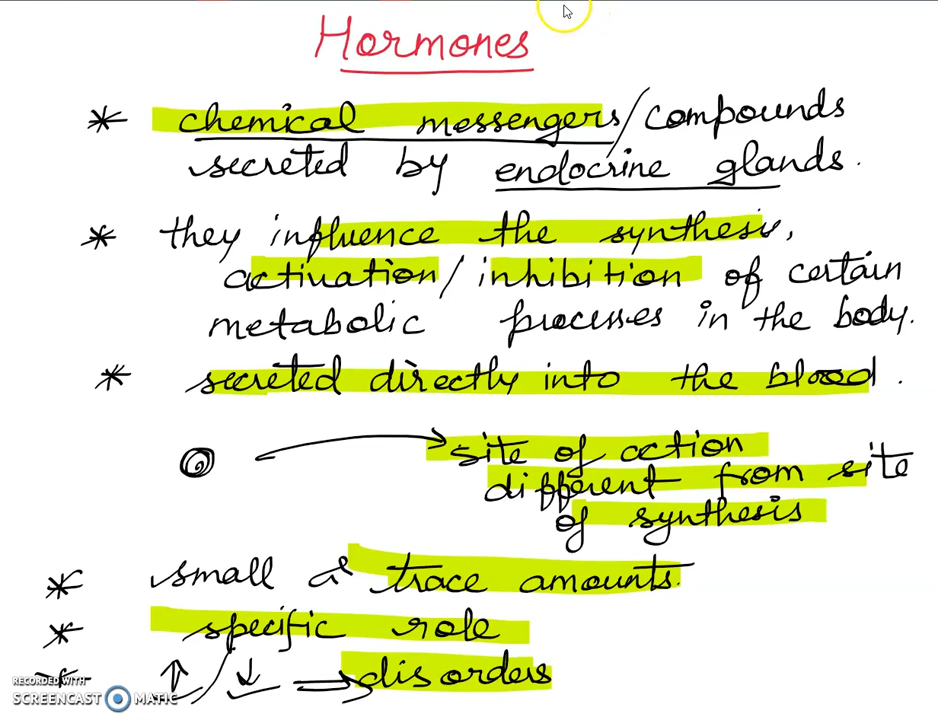 Hormones
* chemical messengers/compounds
secreted by endocrine glands.
* they influence the synthesis,
activation/inhibition of certain
metabolic processes in the body.
* secreted directly into the blood.
→ site of action
different from site
of synthesis
* small or trace amounts.
* specific role
* ↑/↓ ⇒ disorders
RECORDED WITH
SCREENCAST MATIC